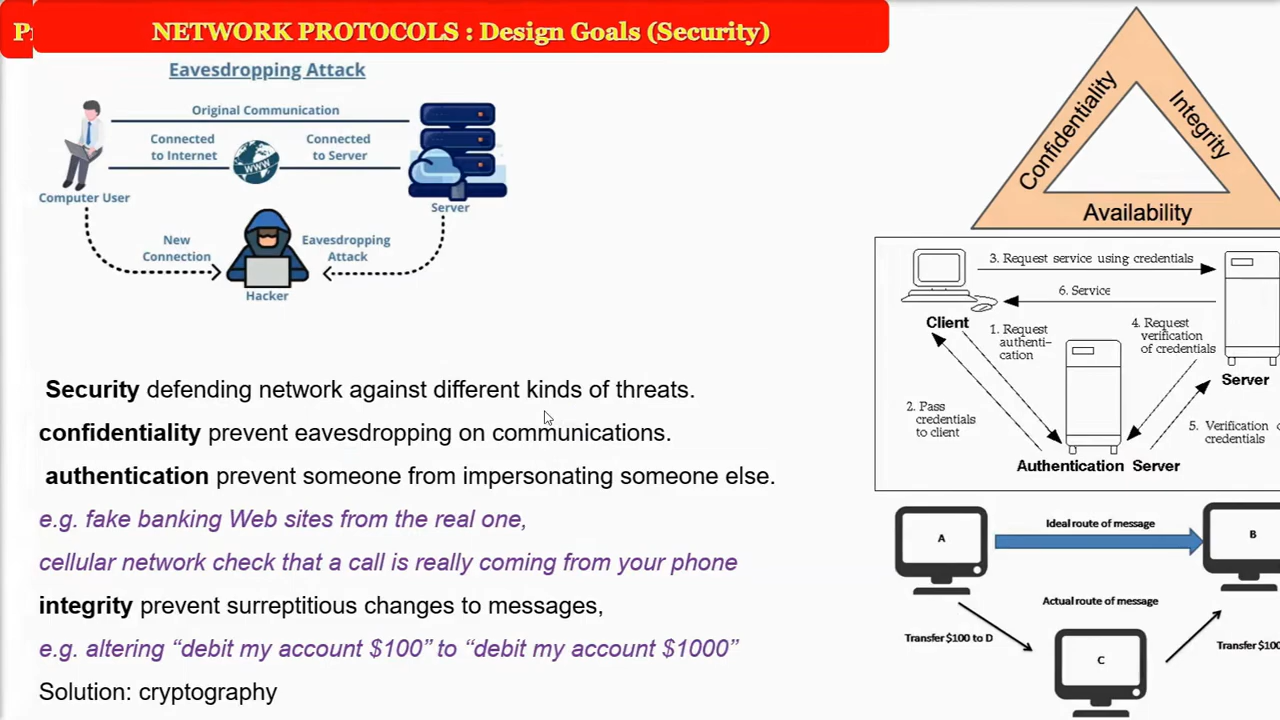 NETWORK PROTOCOLS : Design Goals (Security)
Eavesdropping Attack
Original Communication
Connected
to Internet
WWW
Connected
to Server
Computer User
Server
New
Connection
Eavesdropping
Attack
Hacker
Security defending network against different kinds of threats.
confidentiality prevent eavesdropping on communications.
authentication prevent someone from impersonating someone else.
e.g. fake banking Web sites from the real one,
cellular network check that a call is really coming from your phone
integrity prevent surreptitious changes to messages,
e.g. altering “debit my account $100” to “debit my account $1000”
Solution: cryptography
Confidentiality
Integrity
Availability
3. Request service using credentials
6. Service
Client
1. Request
authenti-
cation
4. Request
verification
of credentials
Server
2. Pass
credentials
to client
5. Verification
credentials
Authentication Server
A
Ideal route of message
B
Actual route of message
Transfer $100 to D
C
Transfer $100